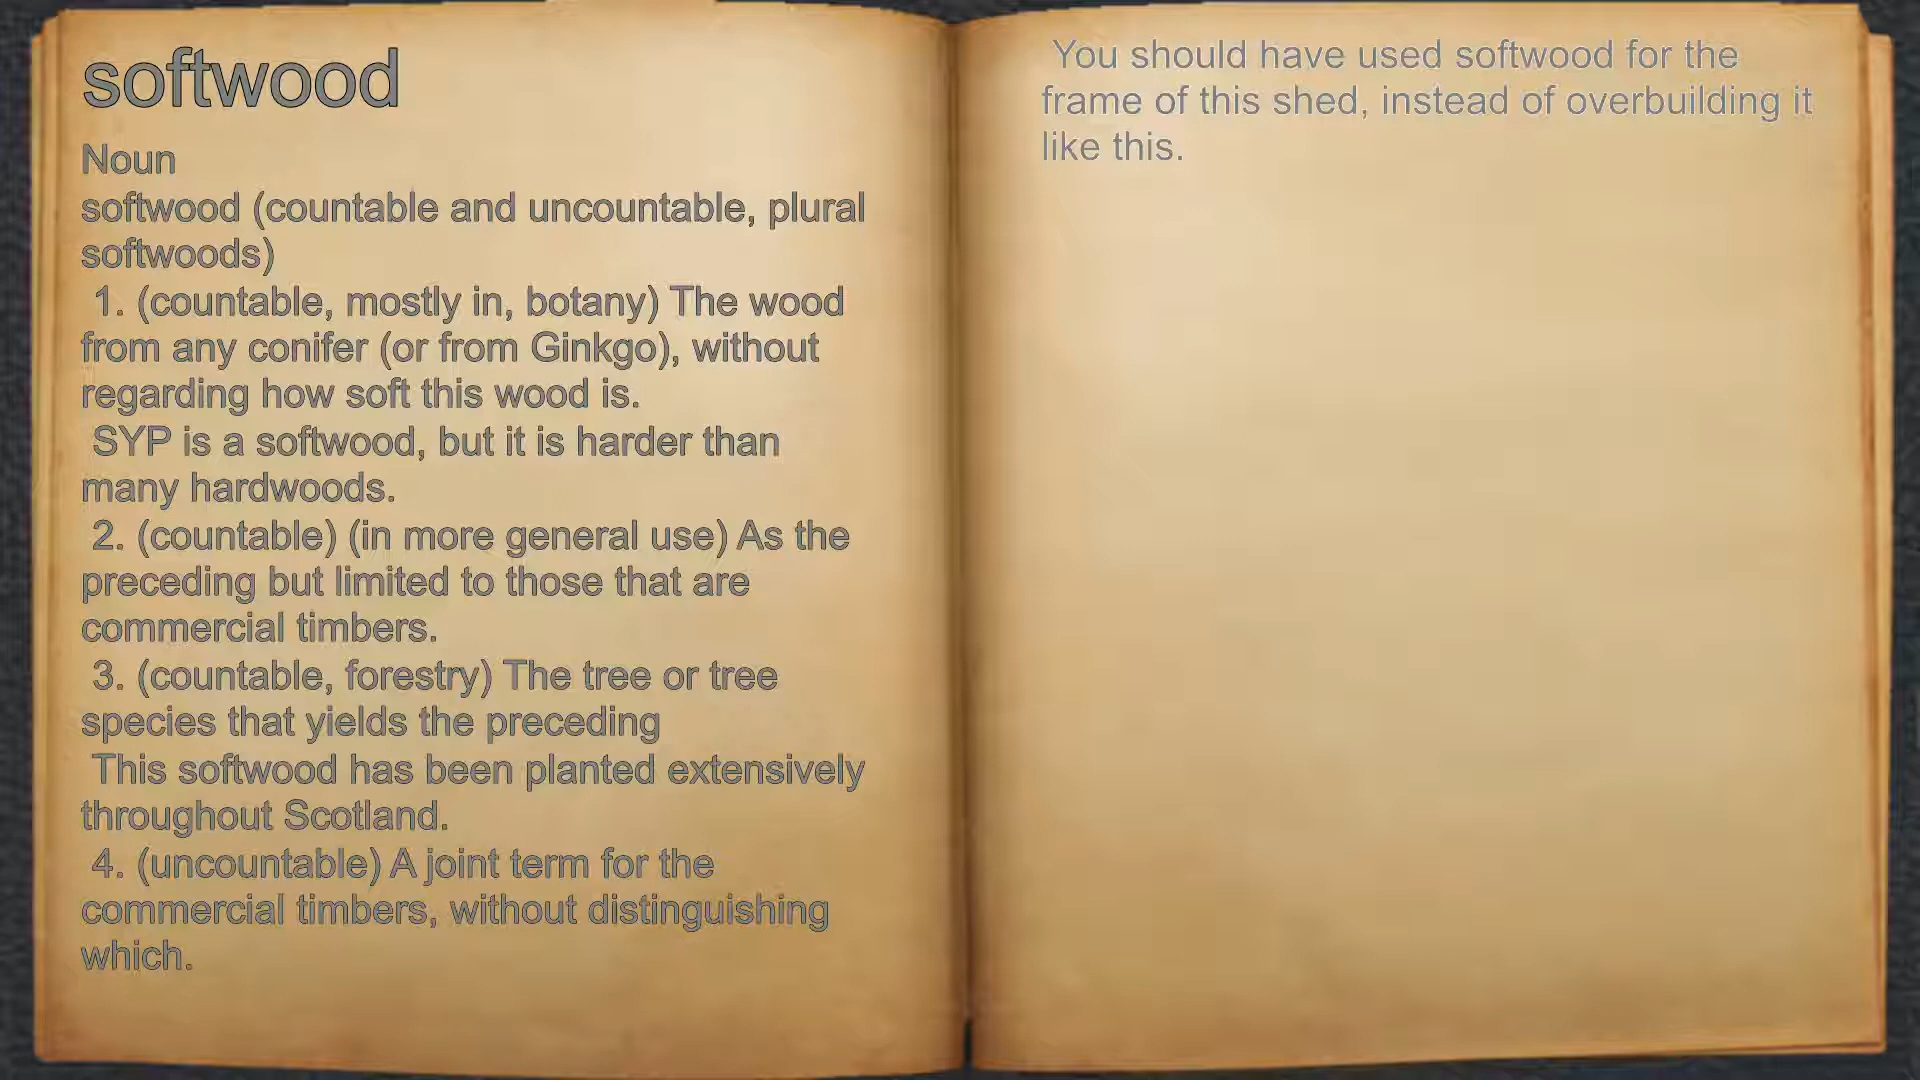 softwood
Noun
softwood (countable and uncountable, plural
softwoods)
1. (countable, mostly in, botany) The wood
from any conifer (or from Ginkgo), without
regarding how soft this wood is.
SYP is a softwood, but it is harder than
many hardwoods.
2. (countable) (in more general use) As the
preceding but limited to those that are
commercial timbers.
3. (countable, forestry) The tree or tree
species that yields the preceding
This softwood has been planted extensively
throughout Scotland.
4. (uncountable) A joint term for the
commercial timbers, without distinguishing
which.
You should have used softwood for the
frame of this shed, instead of overbuilding it
like this.